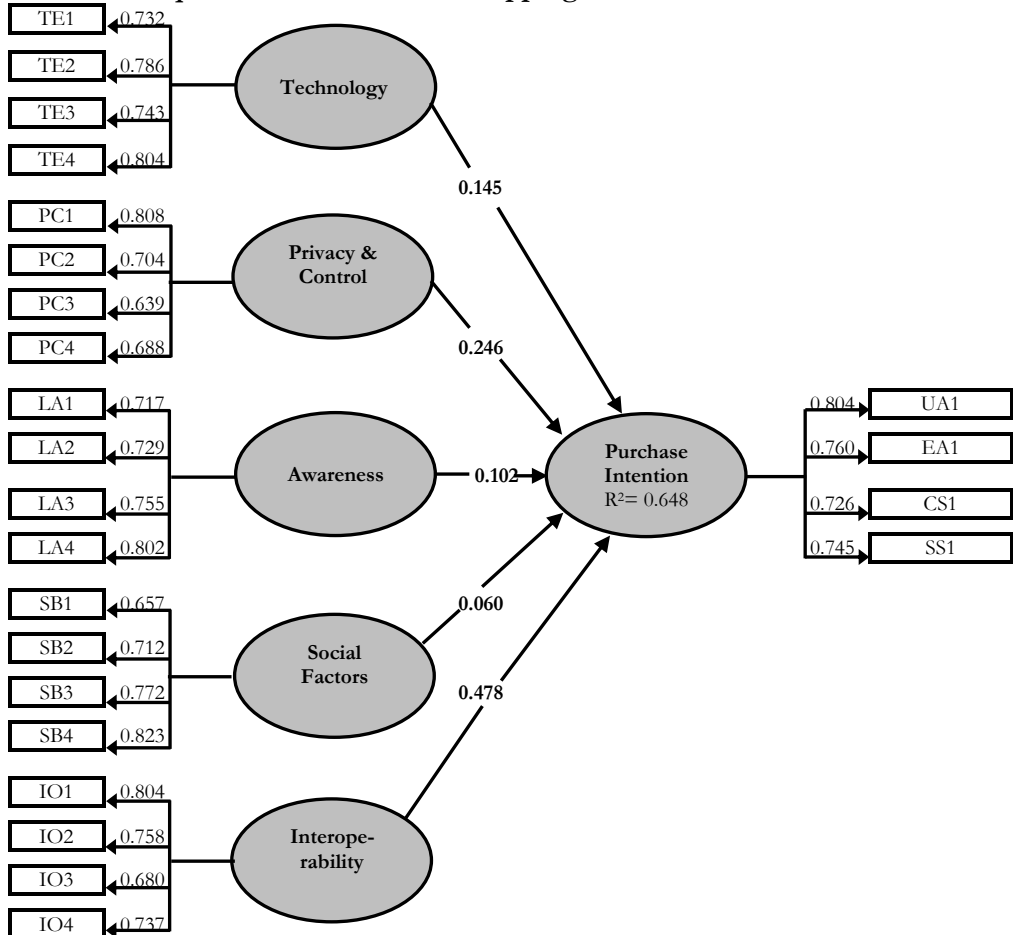 TE1 0.732
TE2 0.786
TE3 0.743
TE4 0.804
Technology
0.145
PC1 0.808
PC2 0.704
PC3 0.639
PC4 0.688
Privacy &
Control
0.246
LA1 0.717
LA2 0.729
LA3 0.755
LA4 0.802
Awareness
0.102
Purchase
Intention
R²= 0.648
0.804 UA1
0.760 EA1
0.726 CS1
0.745 SS1
SB1 0.657
SB2 0.712
SB3 0.772
SB4 0.823
Social
Factors
0.060
IO1 0.804
IO2 0.758
IO3 0.680
IO4 0.737
Interope-
rability
0.478